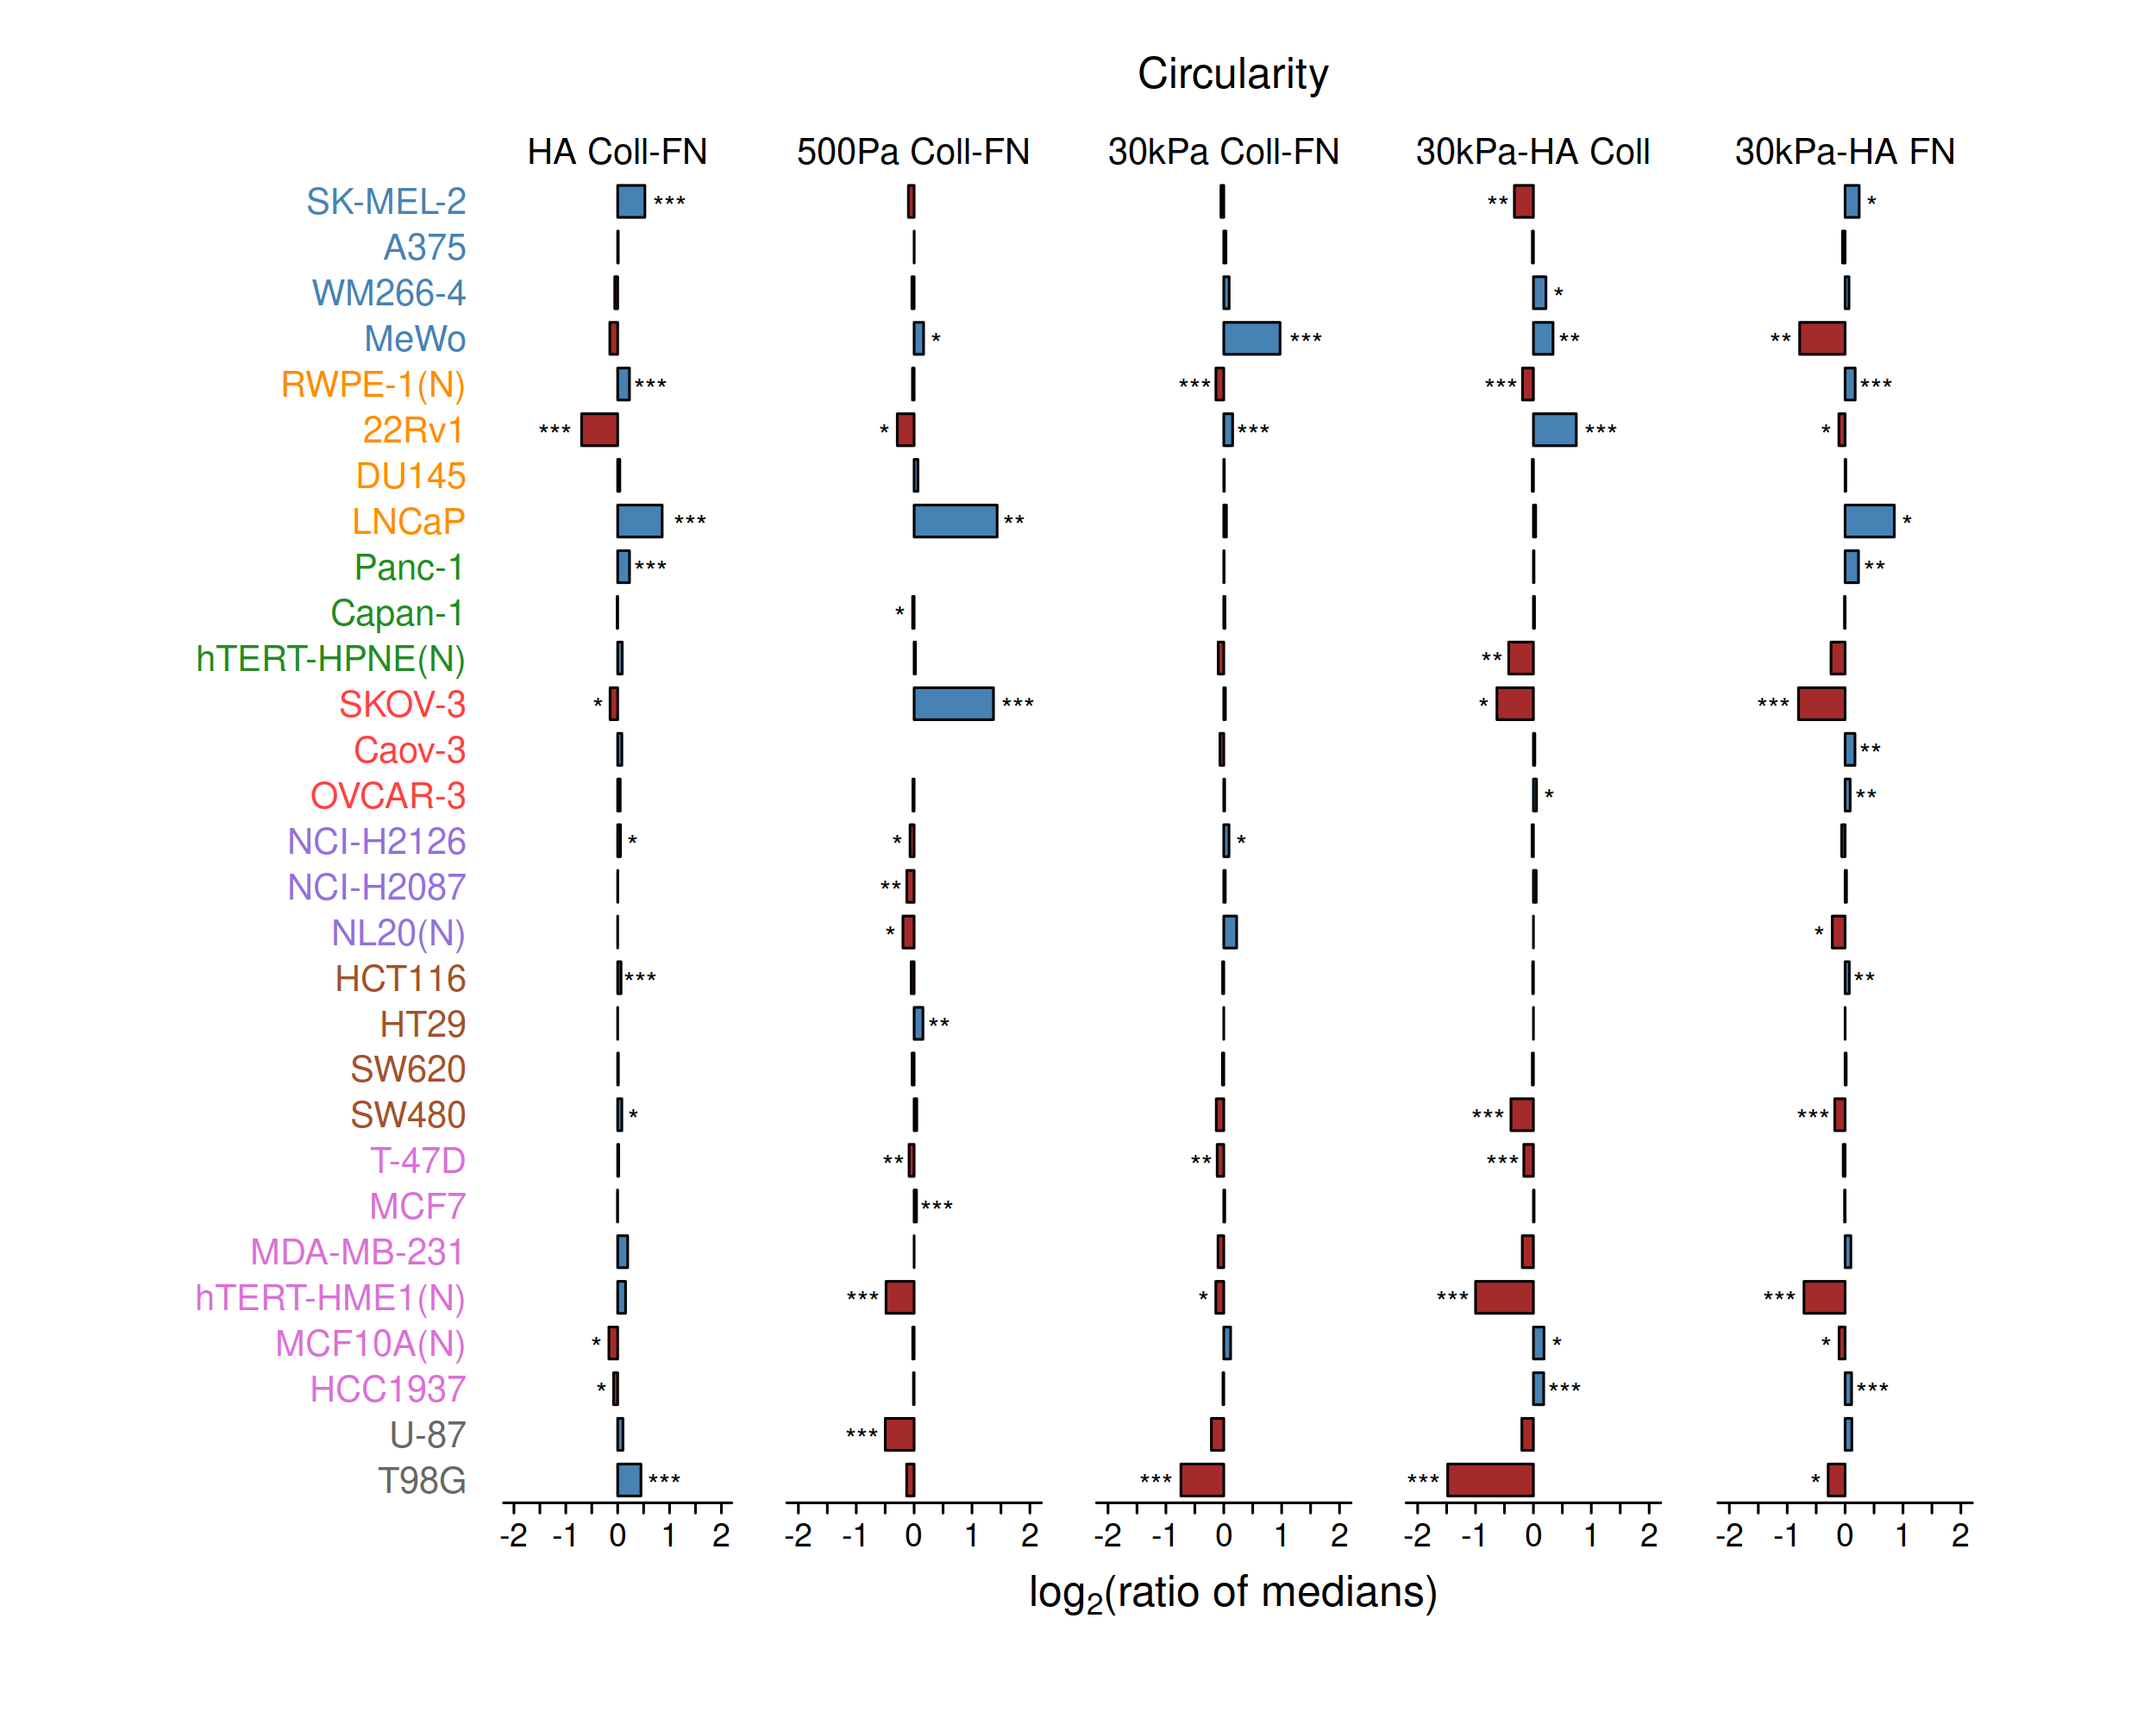 Circularity
HA Coll-FN 500Pa Coll-FN 30kPa Coll-FN 30kPa-HA Coll 30kPa-HA FN
SK-MEL-2 *** ** *
A375
WM266-4 *
MeWo * *** ** **
RWPE-1(N) *** *** *** ***
22Rv1 *** * *** *** *
DU145
LNCaP *** ** *
Panc-1 *** **
Capan-1 *
hTERT-HPNE(N) **
SKOV-3 * *** * ***
Caov-3 **
OVCAR-3 * **
NCI-H2126 * * *
NCI-H2087 **
NL20(N) * *
HCT116 *** **
HT29 **
SW620
SW480 * *** ***
T-47D ** ** ***
MCF7 ***
MDA-MB-231
hTERT-HME1(N) *** * *** ***
MCF10A(N) * * *
HCC1937 * *** ***
U-87 ***
T98G *** *** *** *
-2 -1 0 1 2 -2 -1 0 1 2 -2 -1 0 1 2 -2 -1 0 1 2 -2 -1 0 1 2
log2(ratio of medians)